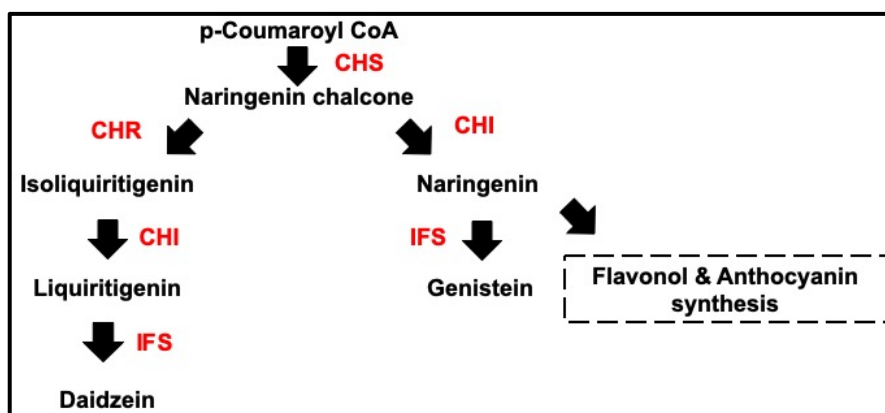 p-Coumaroyl CoA
CHS
Naringenin chalcone
CHR
CHI
Isoliquiritigenin
Naringenin
CHI
IFS
Liquiritigenin
Genistein
Flavonol & Anthocyanin
synthesis
IFS
Daidzein